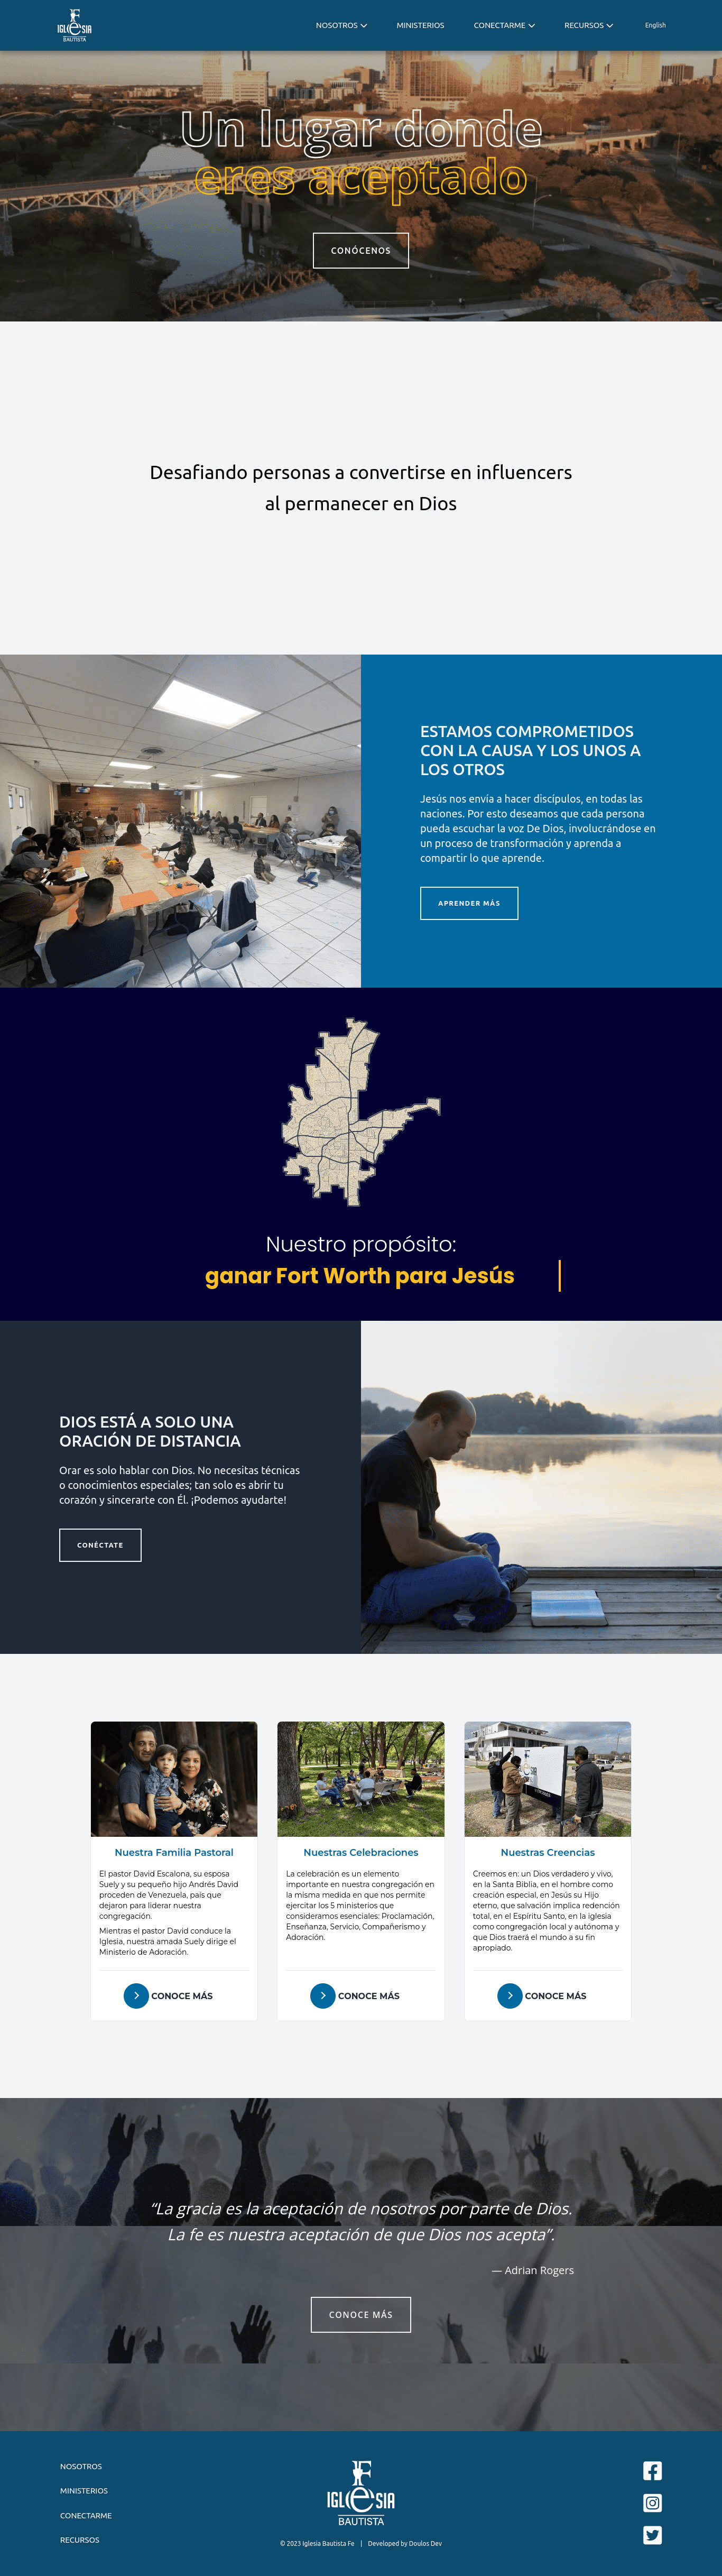 IGLESIA
BAUTISTA
NOSOTROS
MINISTERIOS
CONECTARME
RECURSOS
English
Un lugar donde
eres aceptado
CONÓCENOS
Desafiando personas a convertirse en influencers
al permanecer en Dios
ESTAMOS COMPROMETIDOS
CON LA CAUSA Y LOS UNOS A
LOS OTROS
Jesús nos envía a hacer discípulos, en todas las
naciones. Por esto deseamos que cada persona
pueda escuchar la voz De Dios, involucrándose en
un proceso de transformación y aprenda a
compartir lo que aprende.
APRENDER MÁS
Nuestro propósito:
ganar Fort Worth para Jesús
DIOS ESTÁ A SOLO UNA
ORACIÓN DE DISTANCIA
Orar es solo hablar con Dios. No necesitas técnicas
o conocimientos especiales; tan solo es abrir tu
corazón y sincerarte con Él. ¡Podemos ayudarte!
CONÉCTATE
Nuestra Familia Pastoral
El pastor David Escalona, su esposa
Suely y su pequeño hijo Andrés David
proceden de Venezuela, país que
dejaron para liderar nuestra
congregación.
Mientras el pastor David conduce la
Iglesia, nuestra amada Suely dirige el
Ministerio de Adoración.
CONOCE MÁS
Nuestras Celebraciones
La celebración es un elemento
importante en nuestra congregación en
la misma medida en que nos permite
ejercitar los 5 ministerios que
consideramos esenciales: Proclamación,
Enseñanza, Servicio, Compañerismo y
Adoración.
CONOCE MÁS
Nuestras Creencias
Creemos en: un Dios verdadero y vivo,
en la Santa Biblia, en el hombre como
creación especial, en Jesús su Hijo
eterno, que salvación implica redención
total, en el Espíritu Santo, en la iglesia
como congregación local y autónoma y
que Dios traerá el mundo a su fin
apropiado.
CONOCE MÁS
“La gracia es la aceptación de nosotros por parte de Dios.
La fe es nuestra aceptación de que Dios nos acepta”.
— Adrian Rogers
CONOCE MÁS
NOSOTROS
MINISTERIOS
CONECTARME
RECURSOS
IGLESIA
BAUTISTA
© 2023 Iglesia Bautista Fe | Developed by Doulos Dev